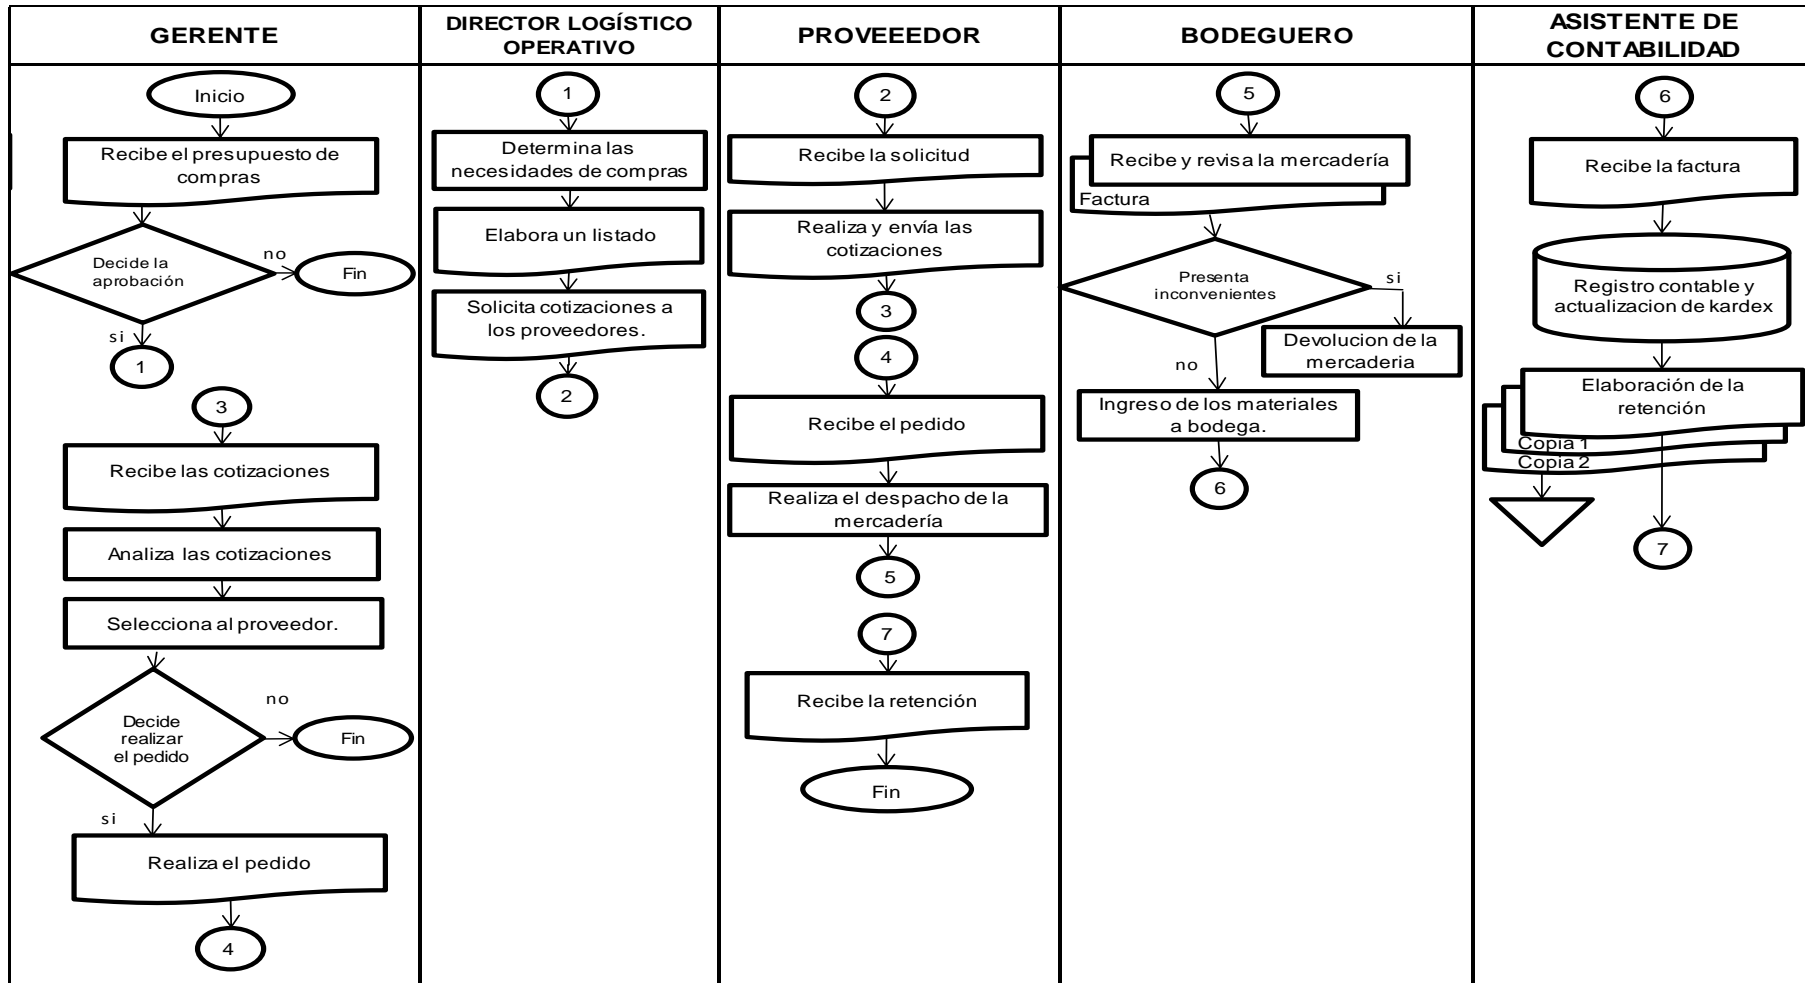 GERENTE
DIRECTOR LOGÍSTICO
OPERATIVO
PROVEEEDOR
BODEGUERO
ASISTENTE DE
CONTABILIDAD
Inicio
Recibe el presupuesto de
compras
Decide la
aprobación
no
Fin
si
1
3
Recibe las cotizaciones
Analiza las cotizaciones
Selecciona al proveedor.
Decide
realizar
el pedido
no
Fin
si
Realiza el pedido
4
1
Determina las
necesidades de compras
Elabora un listado
Solicita cotizaciones a
los proveedores.
2
2
Recibe la solicitud
Realiza y envía las
cotizaciones
3
4
Recibe el pedido
Realiza el despacho de la
mercadería
5
7
Recibe la retención
Fin
5
Recibe y revisa la mercadería
Factura
Presenta
inconvenientes
si
Devolucion de la
mercaderia
no
Ingreso de los materiales
a bodega.
6
6
Recibe la factura
Registro contable y
actualizacion de kardex
Elaboración de la
retención
Copia 1
Copia 2
7